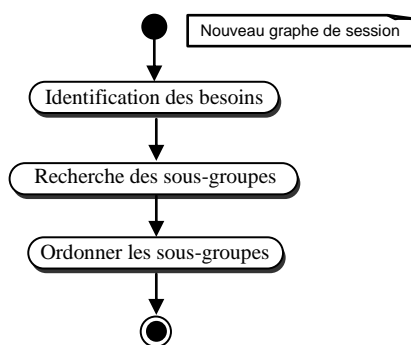 Nouveau graphe de session
Identification des besoins
Recherche des sous-groupes
Ordonner les sous-groupes